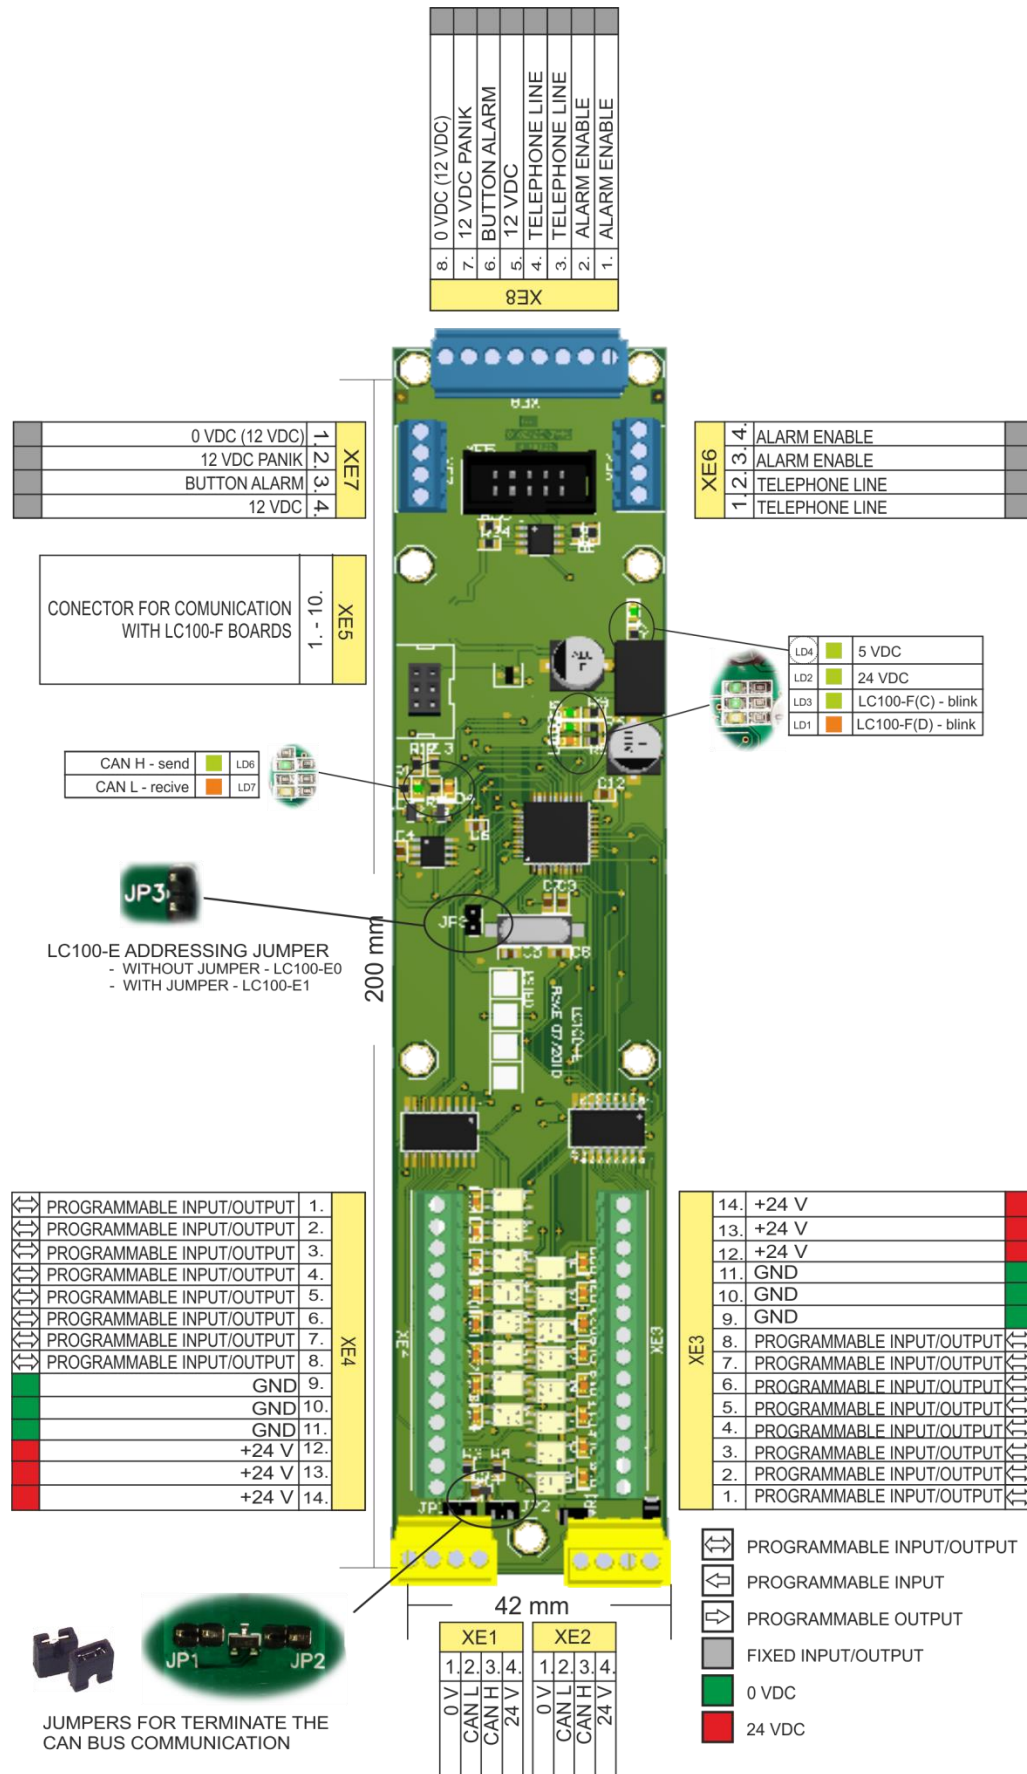 8. 0 VDC (12 VDC)
7. 12 VDC PANIK
6. BUTTON ALARM
5. 12 VDC
4. TELEPHONE LINE
3. TELEPHONE LINE
2. ALARM ENABLE
1. ALARM ENABLE
XE8
XE7
0 VDC (12 VDC) 1.
12 VDC PANIK 2.
BUTTON ALARM 3.
12 VDC 4.
XE6
4. ALARM ENABLE
3. ALARM ENABLE
2. TELEPHONE LINE
1. TELEPHONE LINE
CONECTOR FOR COMUNICATION
WITH LC100-F BOARDS
1. - 10.
XE5
LD4 5 VDC
LD2 24 VDC
LD3 LC100-F(C) - blink
LD1 LC100-F(D) - blink
CAN H - send LD6
CAN L - recive LD7
C12
JP3
JP3
LC100-E ADDRESSING JUMPER
- WITHOUT JUMPER - LC100-E0
- WITH JUMPER - LC100-E1
200 mm
PROGRAMMABLE INPUT/OUTPUT 1.
PROGRAMMABLE INPUT/OUTPUT 2.
PROGRAMMABLE INPUT/OUTPUT 3.
PROGRAMMABLE INPUT/OUTPUT 4.
PROGRAMMABLE INPUT/OUTPUT 5.
PROGRAMMABLE INPUT/OUTPUT 6.
PROGRAMMABLE INPUT/OUTPUT 7.
PROGRAMMABLE INPUT/OUTPUT 8.
GND 9.
GND 10.
GND 11.
+24 V 12.
+24 V 13.
+24 V 14.
XE4
XE3
14. +24 V
13. +24 V
12. +24 V
11. GND
10. GND
9. GND
8. PROGRAMMABLE INPUT/OUTPUT
7. PROGRAMMABLE INPUT/OUTPUT
6. PROGRAMMABLE INPUT/OUTPUT
5. PROGRAMMABLE INPUT/OUTPUT
4. PROGRAMMABLE INPUT/OUTPUT
3. PROGRAMMABLE INPUT/OUTPUT
2. PROGRAMMABLE INPUT/OUTPUT
1. PROGRAMMABLE INPUT/OUTPUT
XE3
JP2
PROGRAMMABLE INPUT/OUTPUT
PROGRAMMABLE INPUT
PROGRAMMABLE OUTPUT
FIXED INPUT/OUTPUT
0 VDC
24 VDC
42 mm
XE1
1. 0 V
2. CAN L
3. CAN H
4. 24 V
XE2
1. 0 V
2. CAN L
3. CAN H
4. 24 V
JP1 JP2
JUMPERS FOR TERMINATE THE
CAN BUS COMMUNICATION